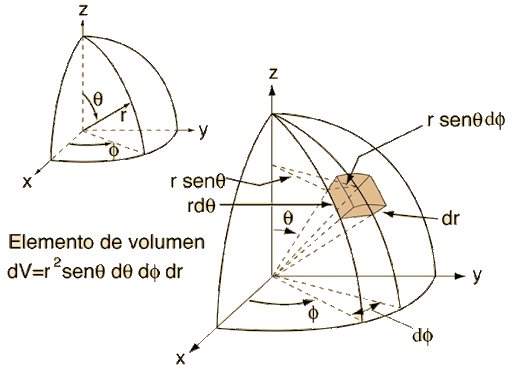 z
θ
r
y
ϕ
x
z
r senθdϕ
r senθ
rdθ
θ
dr
Elemento de volumen
dV=r²senθ dθ dϕ dr
y
ϕ
dϕ
x